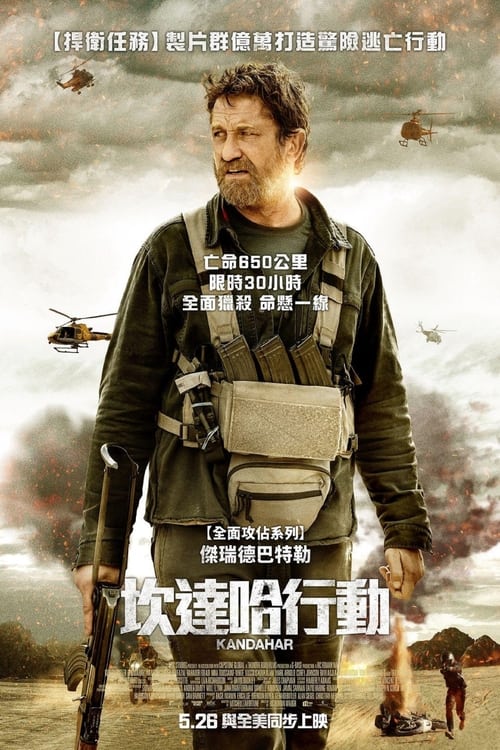 【捍衛任務】製片群億萬打造驚險逃亡行動
亡命650公里
限時30小時
全面獵殺 命懸一線
【全面攻佔系列】
傑瑞德巴特勒
坎達哈行動
KANDAHAR
5.26 與全美同步上映